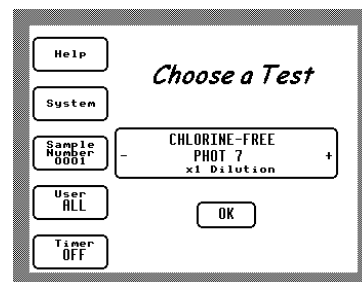 Help
Choose a Test
System
Sample
Number
0001
CHLORINE-FREE
- PHOT 7 +
x1 Dilution
User
ALL
OK
Timer
OFF